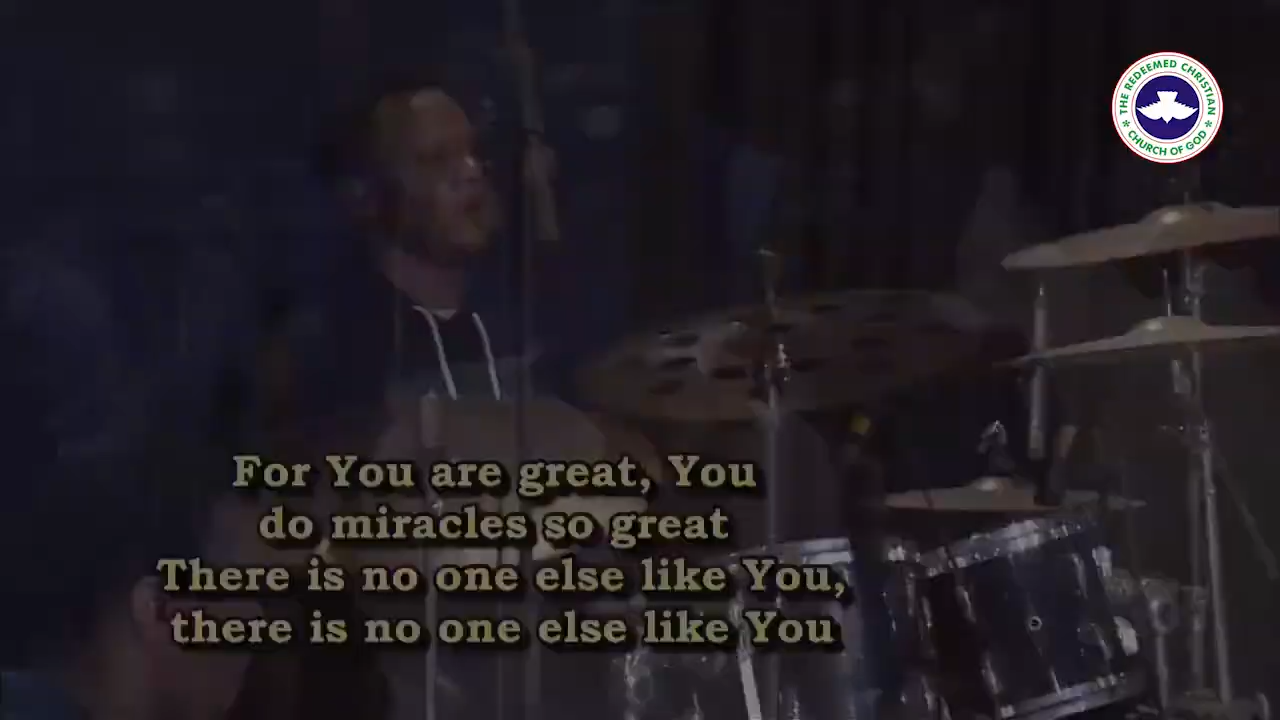 THE REDEEMED CHRISTIAN
CHURCH OF GOD
For You are great, You
do miracles so great
There is no one else like You,
there is no one else like You